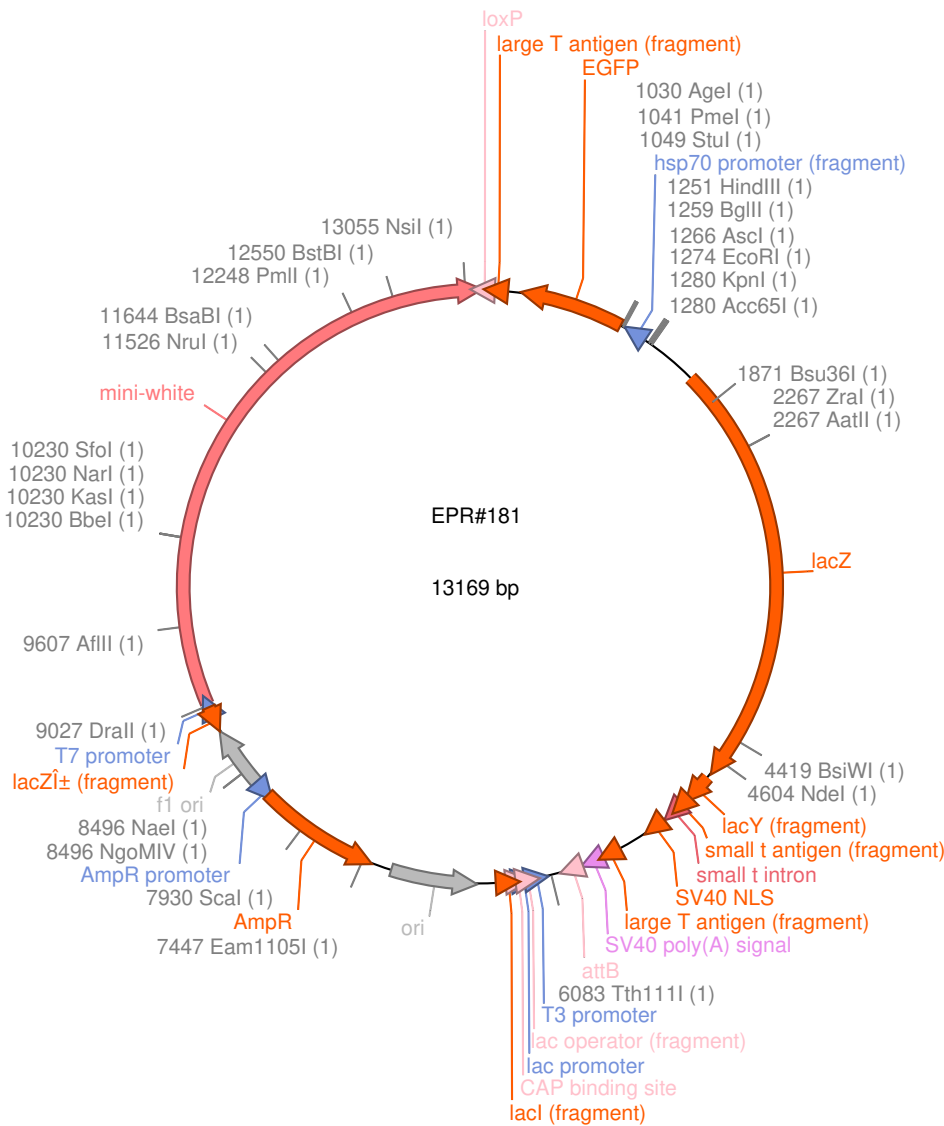 loxP
large T antigen (fragment)
EGFP
1030 AgeI (1)
1041 PmeI (1)
1049 StuI (1)
hsp70 promoter (fragment)
1251 HindIII (1)
1259 BglII (1)
1266 AscI (1)
1274 EcoRI (1)
1280 KpnI (1)
1280 Acc65I (1)
13055 NsiI (1)
12550 BstBI (1)
12248 PmlI (1)
11644 BsaBI (1)
11526 NruI (1)
mini-white
1871 Bsu36I (1)
2267 ZraI (1)
2267 AatII (1)
10230 SfoI (1)
10230 NarI (1)
10230 KasI (1)
10230 BbeI (1)
EPR#181
13169 bp
lacZ
9607 AflII (1)
9027 DraII (1)
T7 promoter
lacZÎ± (fragment)
f1 ori
8496 NaeI (1)
8496 NgoMIV (1)
AmpR promoter
7930 ScaI (1)
AmpR
7447 Eam1105I (1)
ori
4419 BsiWI (1)
4604 NdeI (1)
lacY (fragment)
small t antigen (fragment)
small t intron
SV40 NLS
large T antigen (fragment)
SV40 poly(A) signal
attB
6083 Tth111I (1)
T3 promoter
lac operator (fragment)
lac promoter
CAP binding site
lacI (fragment)